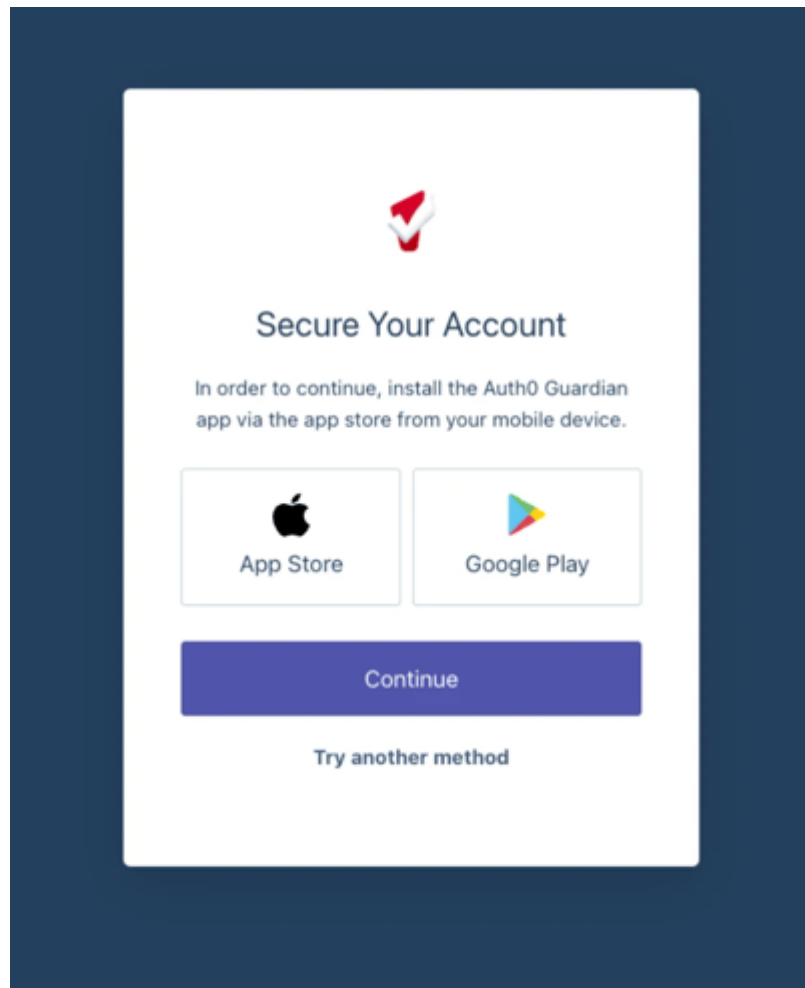 Secure Your Account
In order to continue, install the Auth0 Guardian
app via the app store from your mobile device.
App Store
Google Play
Continue
Try another method